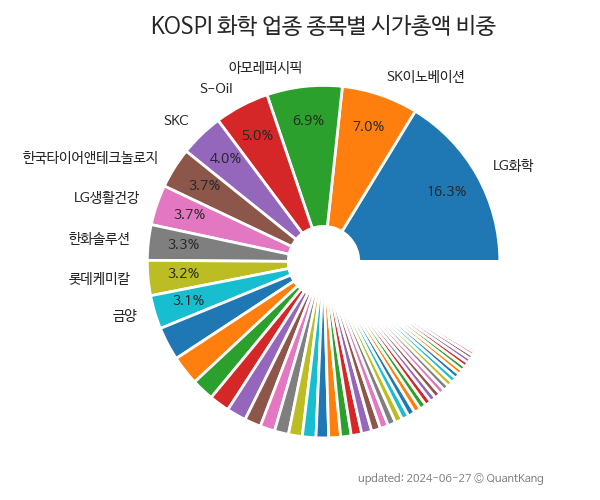 KOSPI 화학 업종 종목별 시가총액 비중
아모레퍼시픽
SK이노베이션
S-Oil
SKC
한국타이어앤테크놀로지
LG화학
LG생활건강
한화솔루션
롯데케미칼
금양
16.3%
7.0%
6.9%
5.0%
4.0%
3.7%
3.7%
3.3%
3.2%
3.1%
updated: 2024-06-27 © QuantKang